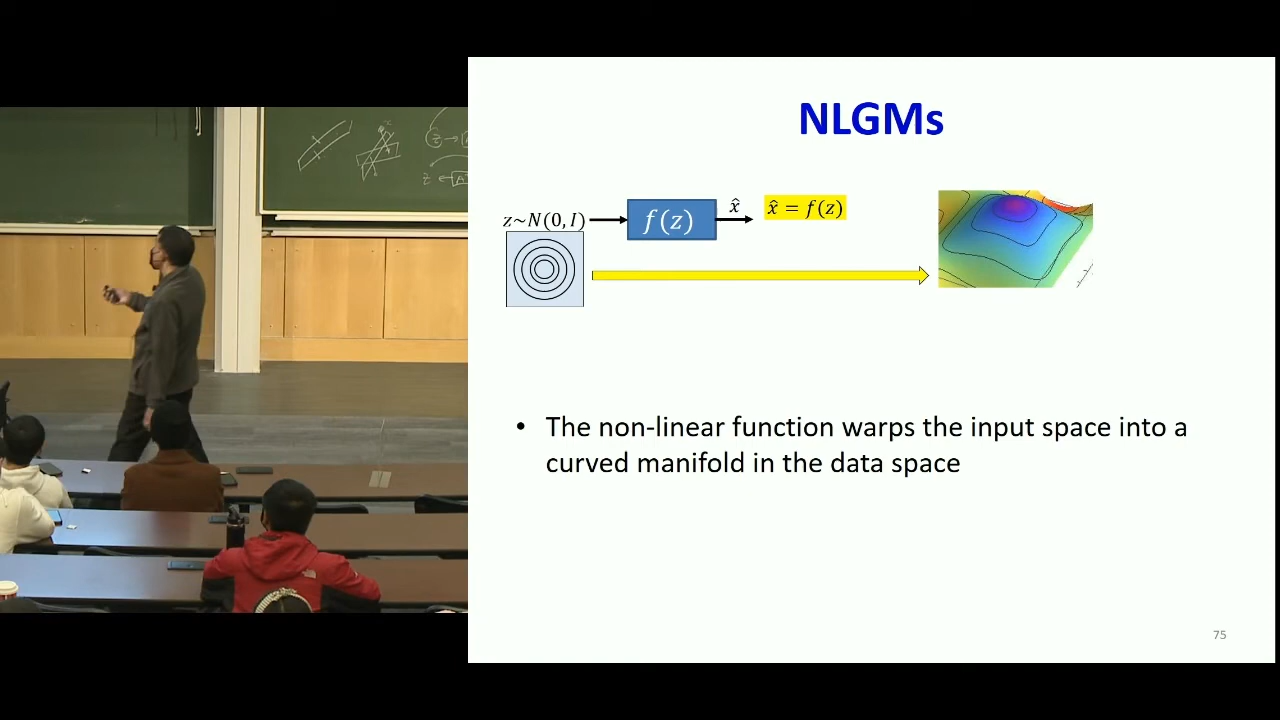 NLGMs
z~N(0, I)
f(z)
x̂
x̂ = f(z)
• The non-linear function warps the input space into a
curved manifold in the data space
75